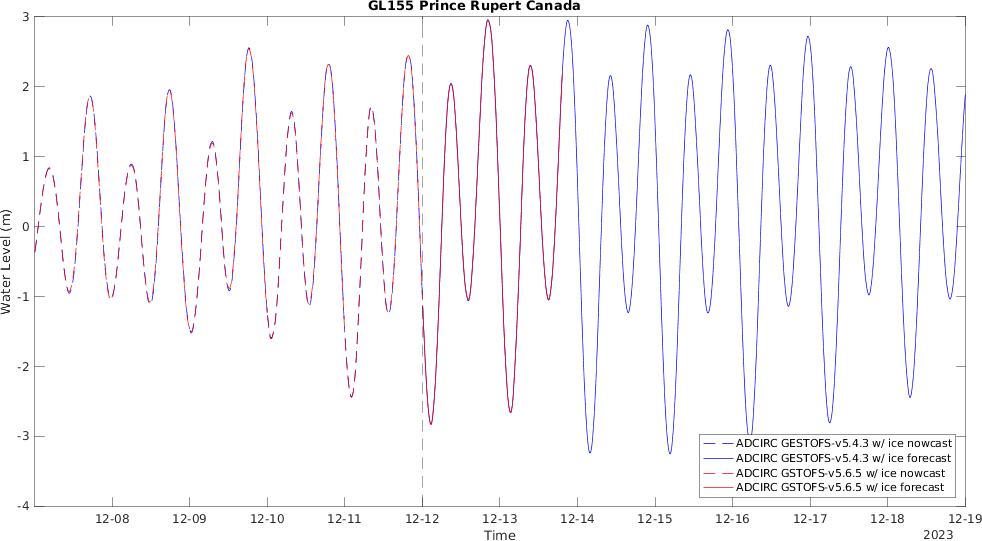 GL155 Prince Rupert Canada
Water Level (m)
3
2
1
0
-1
-2
-3
-4
12-08 12-09 12-10 12-11 12-12 12-13 12-14 12-15 12-16 12-17 12-18 12-19
Time
2023
ADCIRC GESTOFS-v5.4.3 w/ ice nowcast
ADCIRC GESTOFS-v5.4.3 w/ ice forecast
ADCIRC GSTOFS-v5.6.5 w/ ice nowcast
ADCIRC GSTOFS-v5.6.5 w/ ice forecast